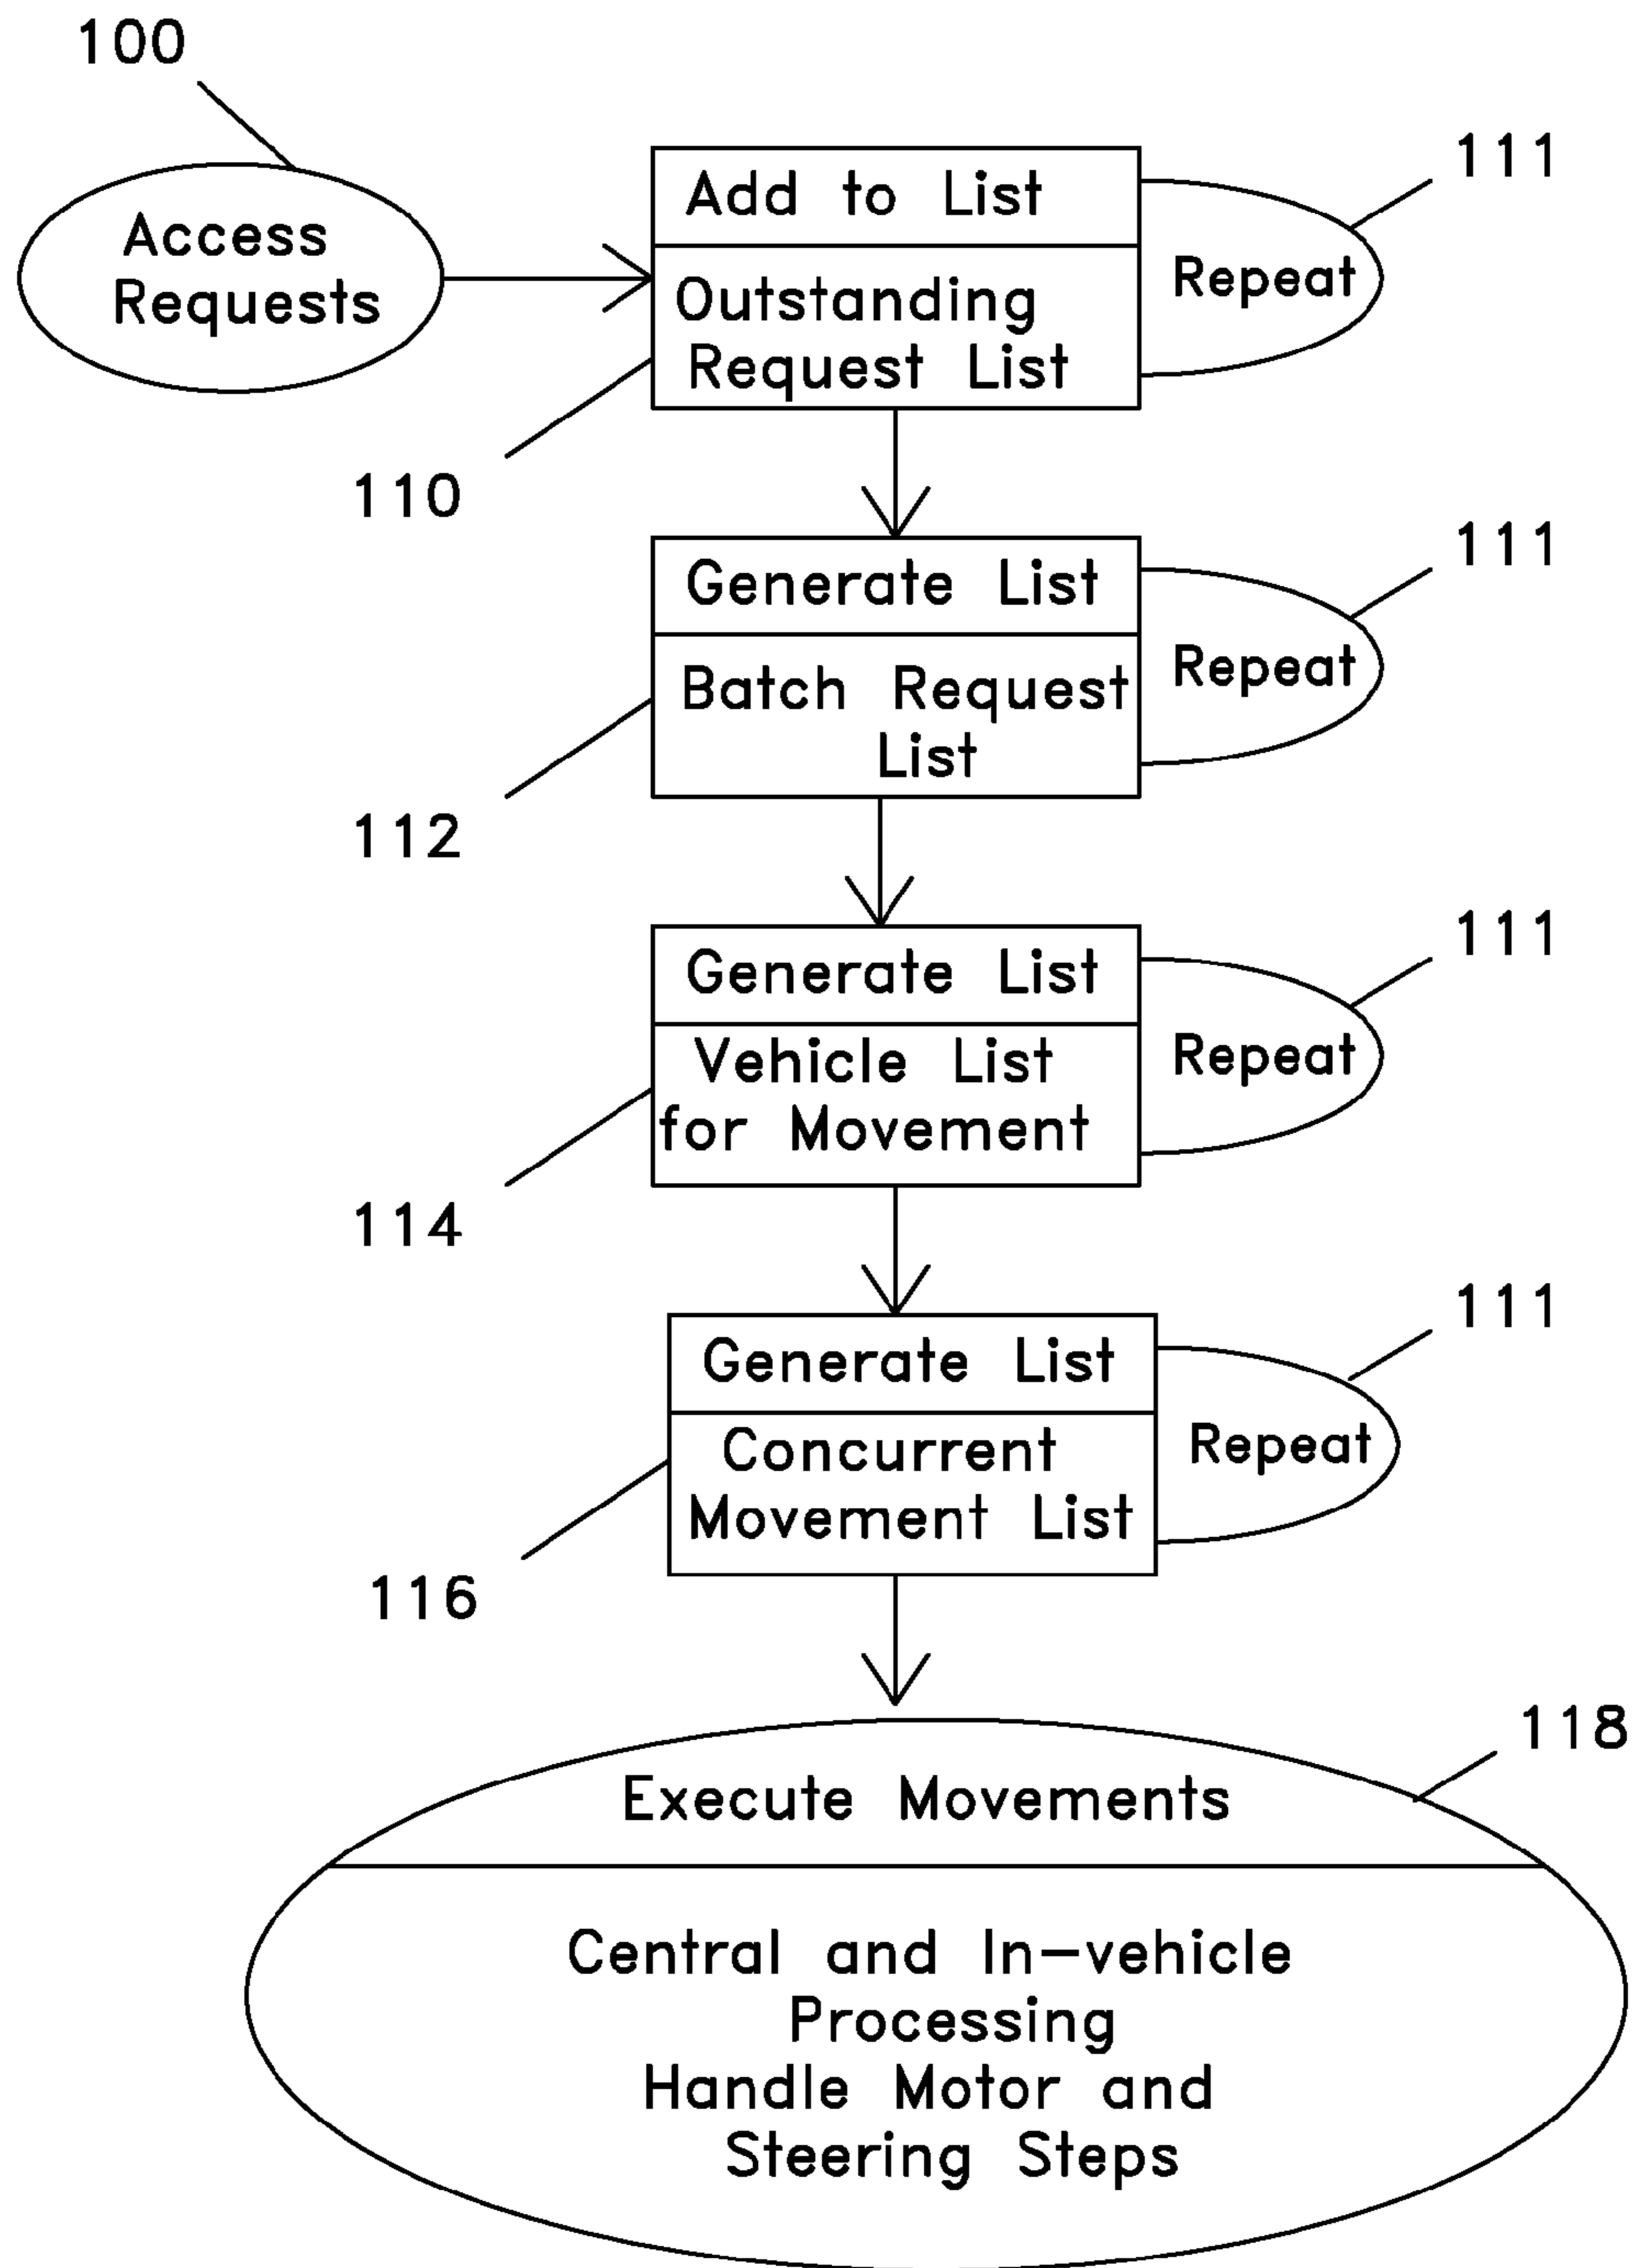 100
Access
Requests
Add to List
Outstanding
Request List
Repeat
111
110
Generate List
Batch Request
List
Repeat
111
112
Generate List
Vehicle List
for Movement
Repeat
111
114
Generate List
Concurrent
Movement List
Repeat
111
116
Execute Movements
118
Central and In-vehicle
Processing
Handle Motor and
Steering Steps